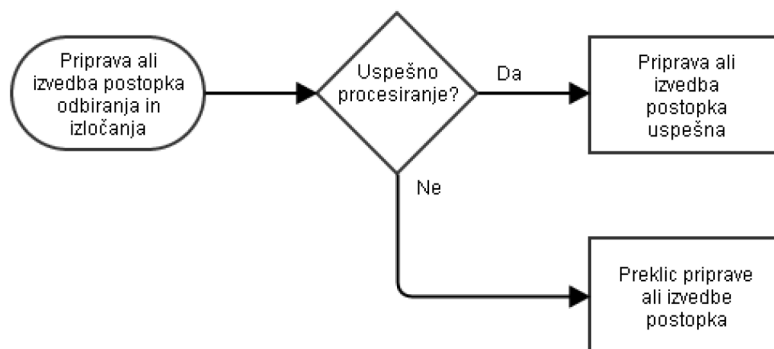 Priprava ali
izvedba postopka
odbiranja in
izločanja
Uspešno
procesiranje?
Da
Priprava ali
izvedba
postopka
uspešna
Ne
Preklic priprave
ali izvedbe
postopka